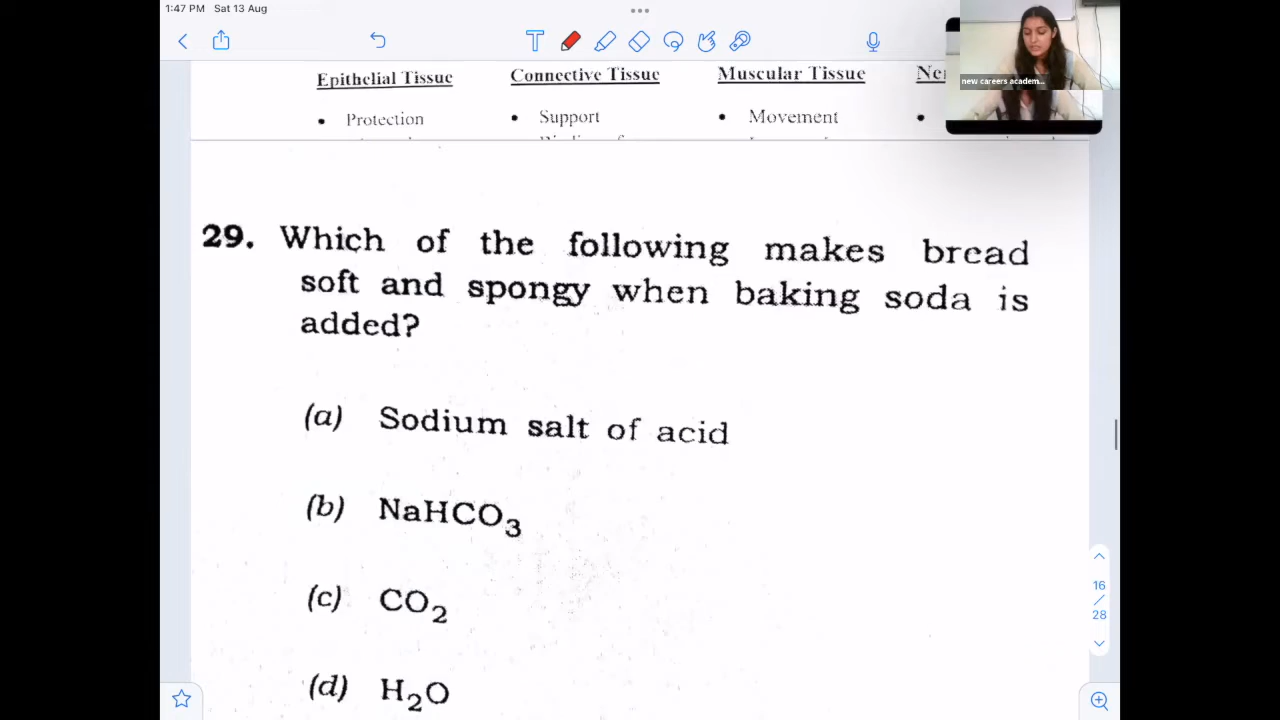 1:47 PM Sat 13 Aug
new careers academ...
Epithelial Tissue Connective Tissue Muscular Tissue
• Protection • Support • Movement •
29. Which of the following makes bread
soft and spongy when baking soda is
added?
(a) Sodium salt of acid
(b) NaHCO3
(c) CO2
(d) H2O
16
/
28